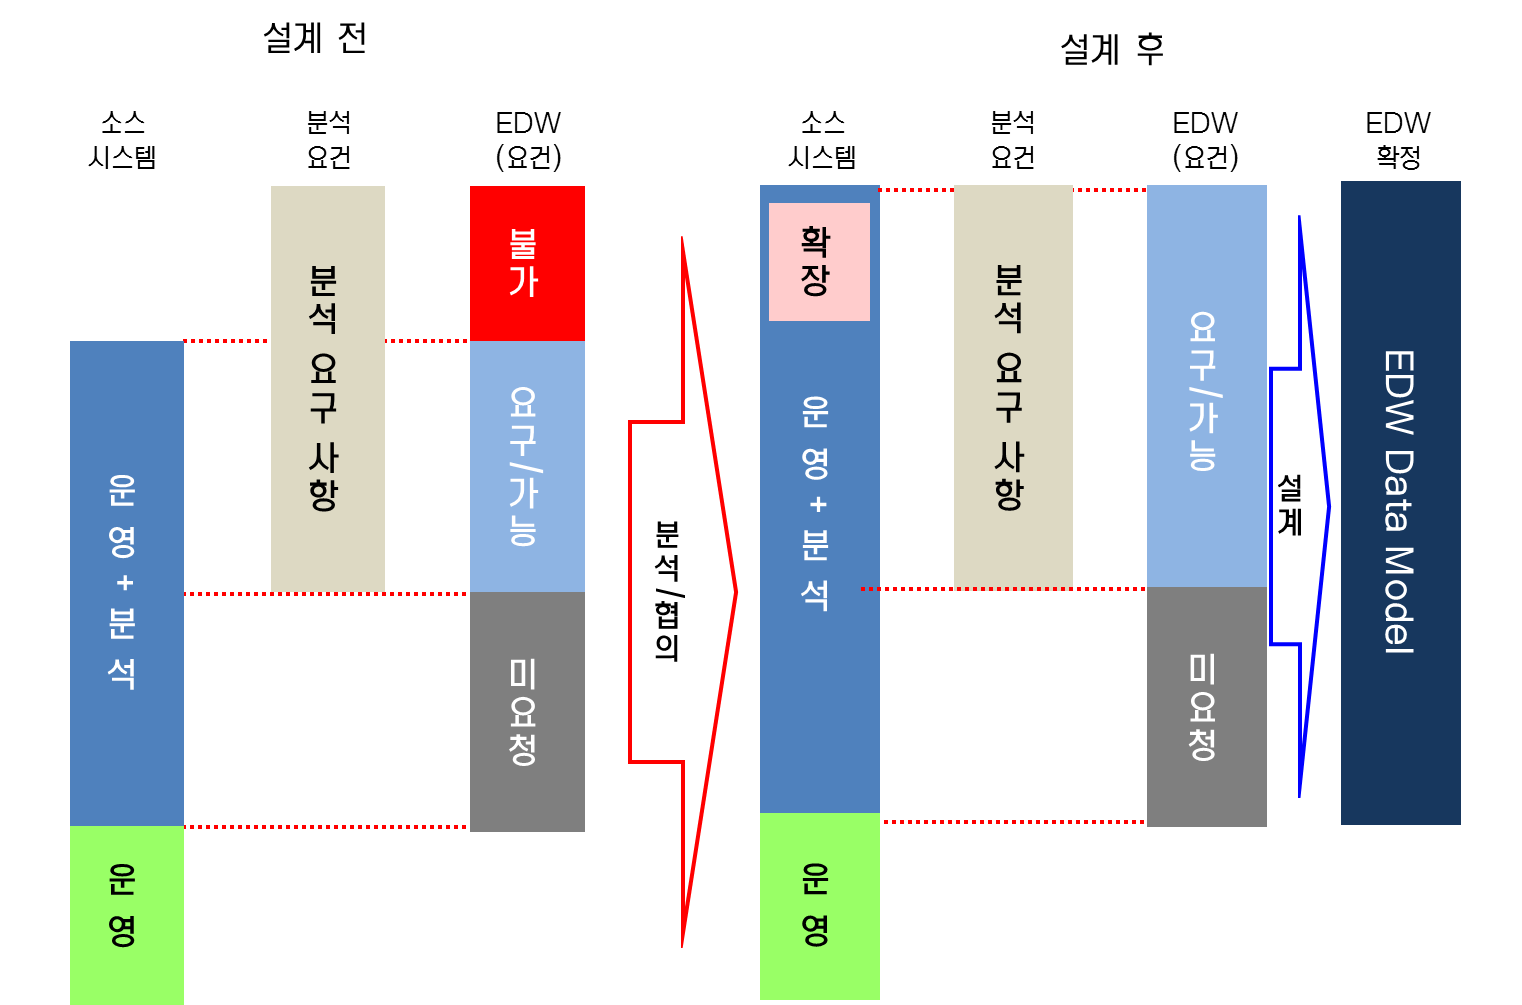 설계 전
소스
시스템
분석
요건
EDW
(요건)
운영+분석
운영
분석 요구 사항
불가
요구/가능
미요청
분석/협의
설계 후
소스
시스템
분석
요건
EDW
(요건)
EDW
확정
확장
운영+분석
운영
분석 요구 사항
요구/가능
미요청
설계
EDW Data Model